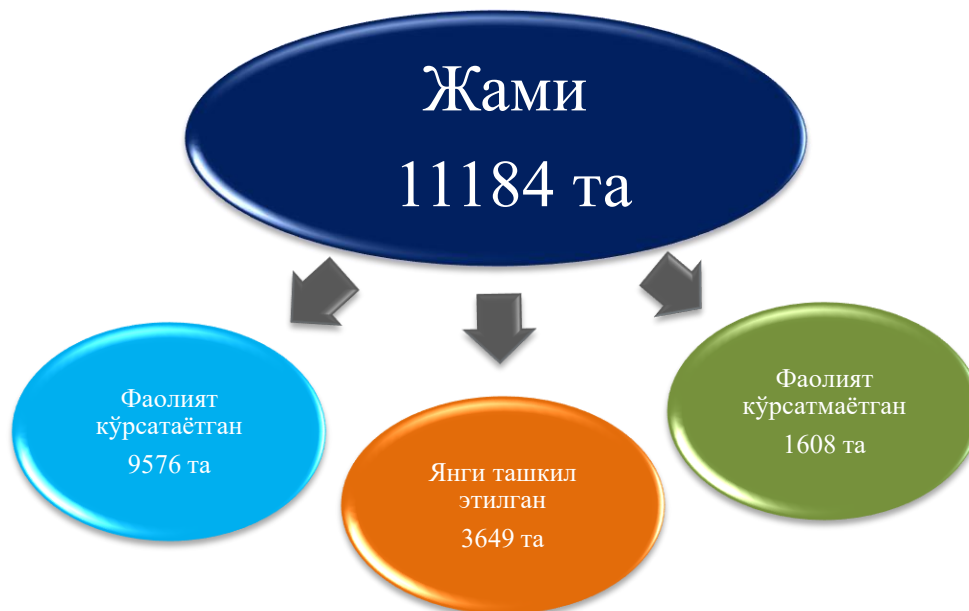 Жами
11184 та
Фаолият
кўрсатаётган
9576 та
Янги ташкил
этилган
3649 та
Фаолият
кўрсатмаётган
1608 та